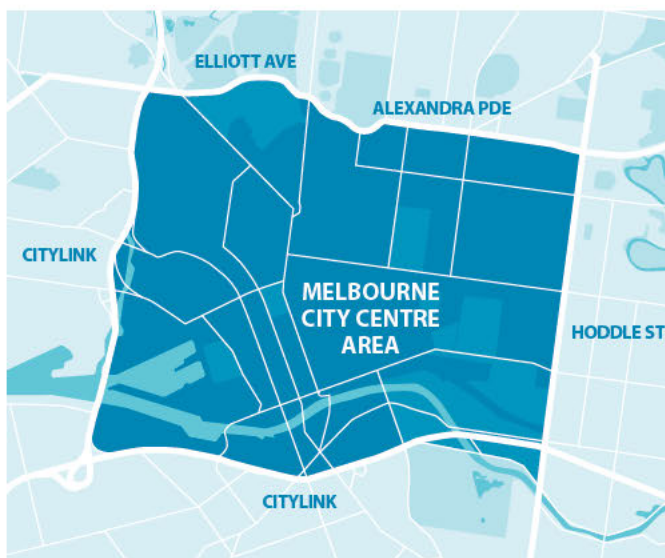 ELLIOTT AVE
ALEXANDRA PDE
CITYLINK
MELBOURNE
CITY CENTRE
AREA
HODDLE ST
CITYLINK